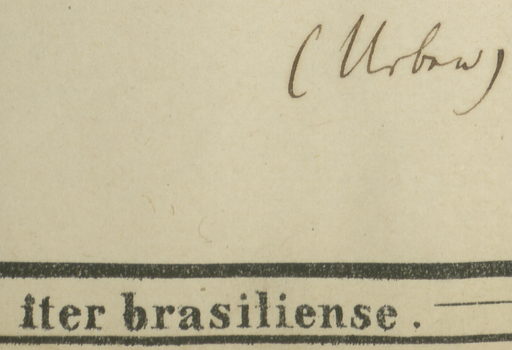 (Urban)
iter brasiliense.